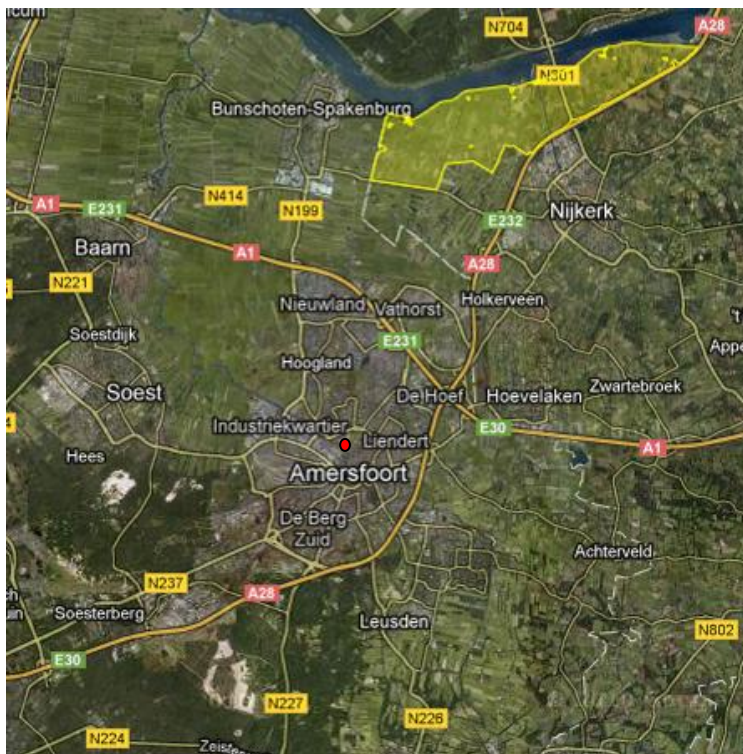 N704
A28
N301
Bunschoten-Spakenburg
N414
A1
E231
N199
Nijkerk
E232
Baarn
A1
A28
N221
Nieuwland
Vathorst
Holkerveen
't
Soestdijk
E231
Appe
Hoogland
Soest
De Hoef
Hoevelaken
Zwartebroek
Industriekwartier
Liendert
E30
A1
Hees
Amersfoort
De Berg
Zuid
Achterveld
N237
A28
Soesterberg
Leusden
N802
E30
N227
N226
N224